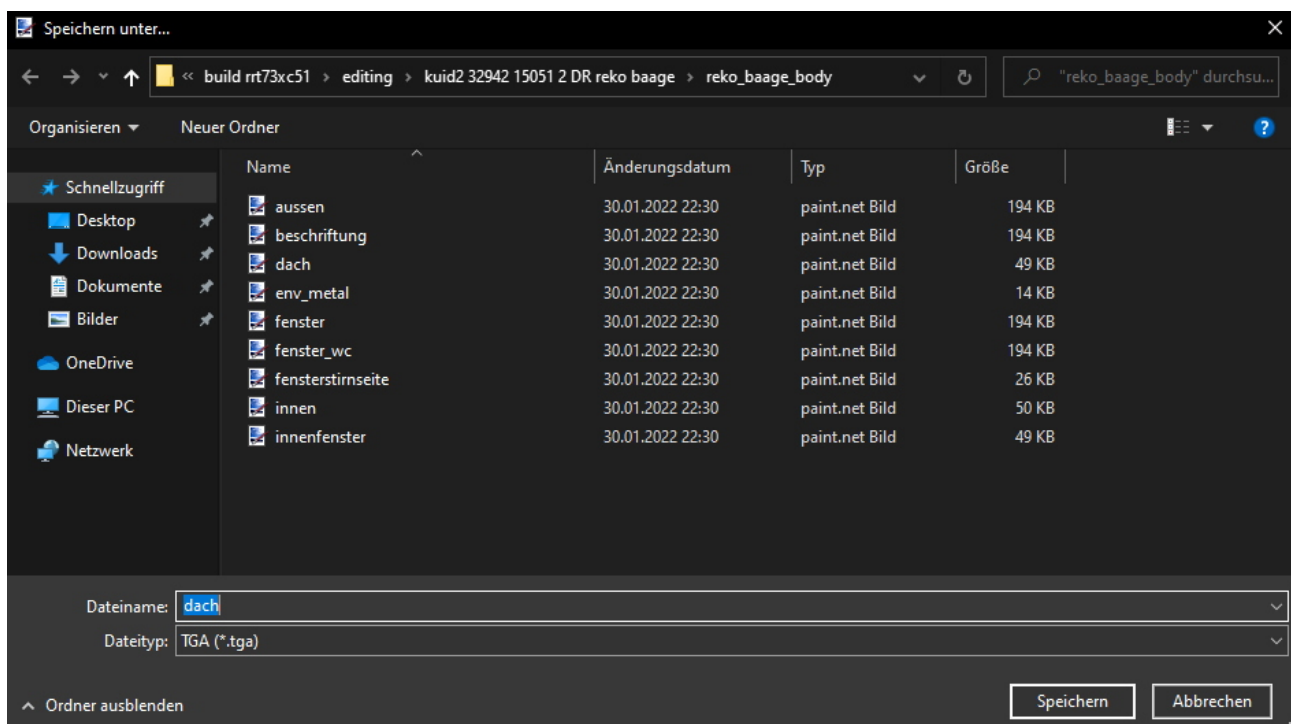 Speichern unter...
« build rrt73xc51 › editing › kuid2 32942 15051 2 DR reko baage › reko_baage_body
"reko_baage_body" durchsu...
Organisieren
Neuer Ordner
Name Änderungsdatum Typ Größe
Schnellzugriff
Desktop
Downloads
Dokumente
Bilder
OneDrive
Dieser PC
Netzwerk
aussen 30.01.2022 22:30 paint.net Bild 194 KB
beschriftung 30.01.2022 22:30 paint.net Bild 194 KB
dach 30.01.2022 22:30 paint.net Bild 49 KB
env_metal 30.01.2022 22:30 paint.net Bild 14 KB
fenster 30.01.2022 22:30 paint.net Bild 194 KB
fenster_wc 30.01.2022 22:30 paint.net Bild 194 KB
fensterstirnseite 30.01.2022 22:30 paint.net Bild 26 KB
innen 30.01.2022 22:30 paint.net Bild 50 KB
innenfenster 30.01.2022 22:30 paint.net Bild 49 KB
Dateiname: dach
Dateityp: TGA (*.tga)
Ordner ausblenden
Speichern
Abbrechen